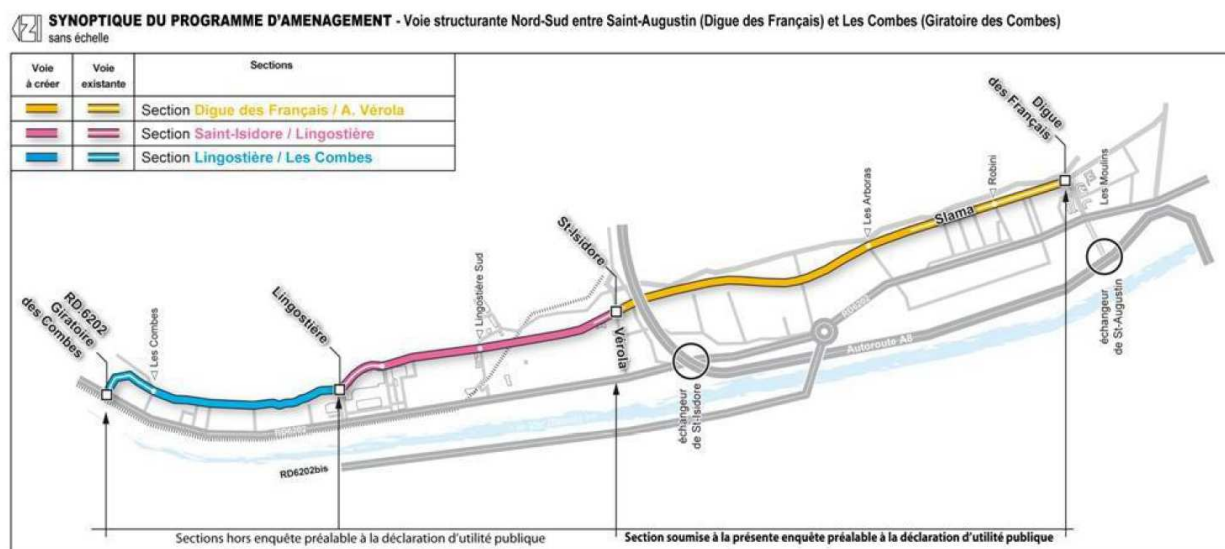 SYNOPTIQUE DU PROGRAMME D'AMENAGEMENT - Voie structurante Nord-Sud entre Saint-Augustin (Digue des Français) et Les Combes (Giratoire des Combes)
sans échelle
Voie à créer
Voie existante
Sections
Section Digue des Français / A. Vérola
Section Saint-Isidore / Lingostière
Section Lingostière / Les Combes
RD.6202
Giratoire
des Combes
Les Combes
Lingostière
Lingostière Sud
St-Isidore
Vérola
Les Arboras
Slama
Robini
Digue
des Français
Les Moulins
RD6202
RD6202
Autoroute A8
échangeur
de St-Isidore
échangeur
de St-Augustin
RD6202bis
Sections hors enquête préalable à la déclaration d'utilité publique
Section soumise à la présente enquête préalable à la déclaration d'utilité publique